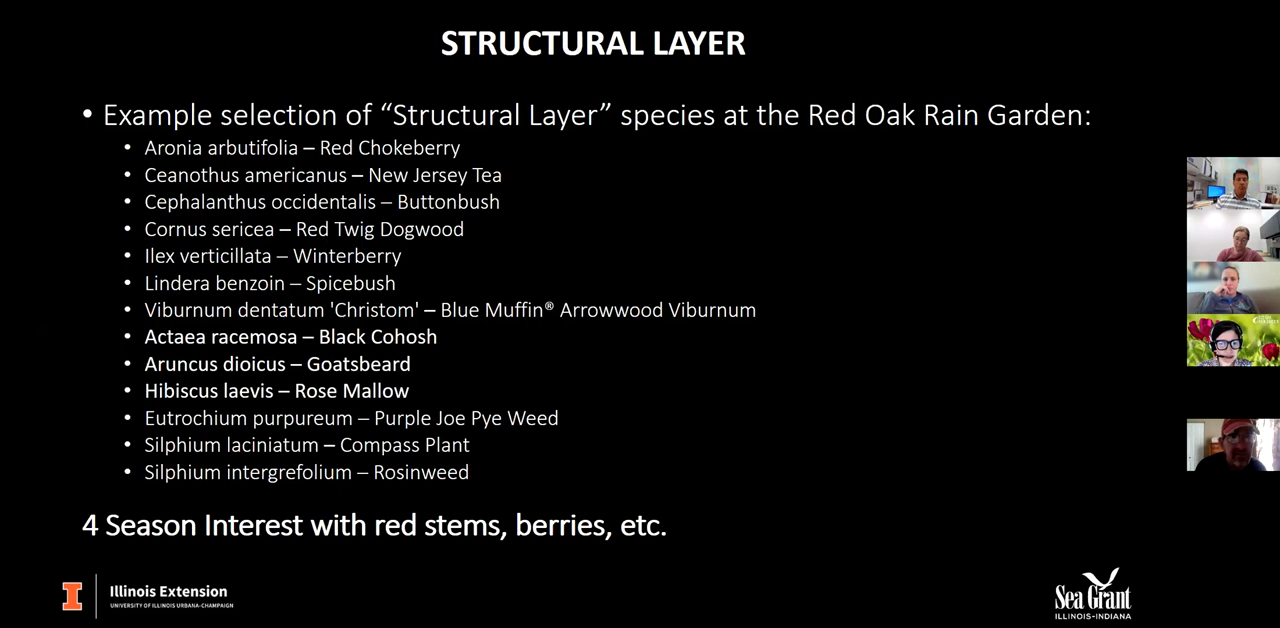 STRUCTURAL LAYER
• Example selection of “Structural Layer” species at the Red Oak Rain Garden:
• Aronia arbutifolia – Red Chokeberry
• Ceanothus americanus – New Jersey Tea
• Cephalanthus occidentalis – Buttonbush
• Cornus sericea – Red Twig Dogwood
• Ilex verticillata – Winterberry
• Lindera benzoin – Spicebush
• Viburnum dentatum 'Christom' – Blue Muffin® Arrowwood Viburnum
• Actaea racemosa – Black Cohosh
• Aruncus dioicus – Goatsbeard
• Hibiscus laevis – Rose Mallow
• Eutrochium purpureum – Purple Joe Pye Weed
• Silphium laciniatum – Compass Plant
• Silphium intergrefolium – Rosinweed
4 Season Interest with red stems, berries, etc.
I
Illinois Extension
UNIVERSITY OF ILLINOIS URBANA-CHAMPAIGN
Sea Grant
ILLINOIS-INDIANA